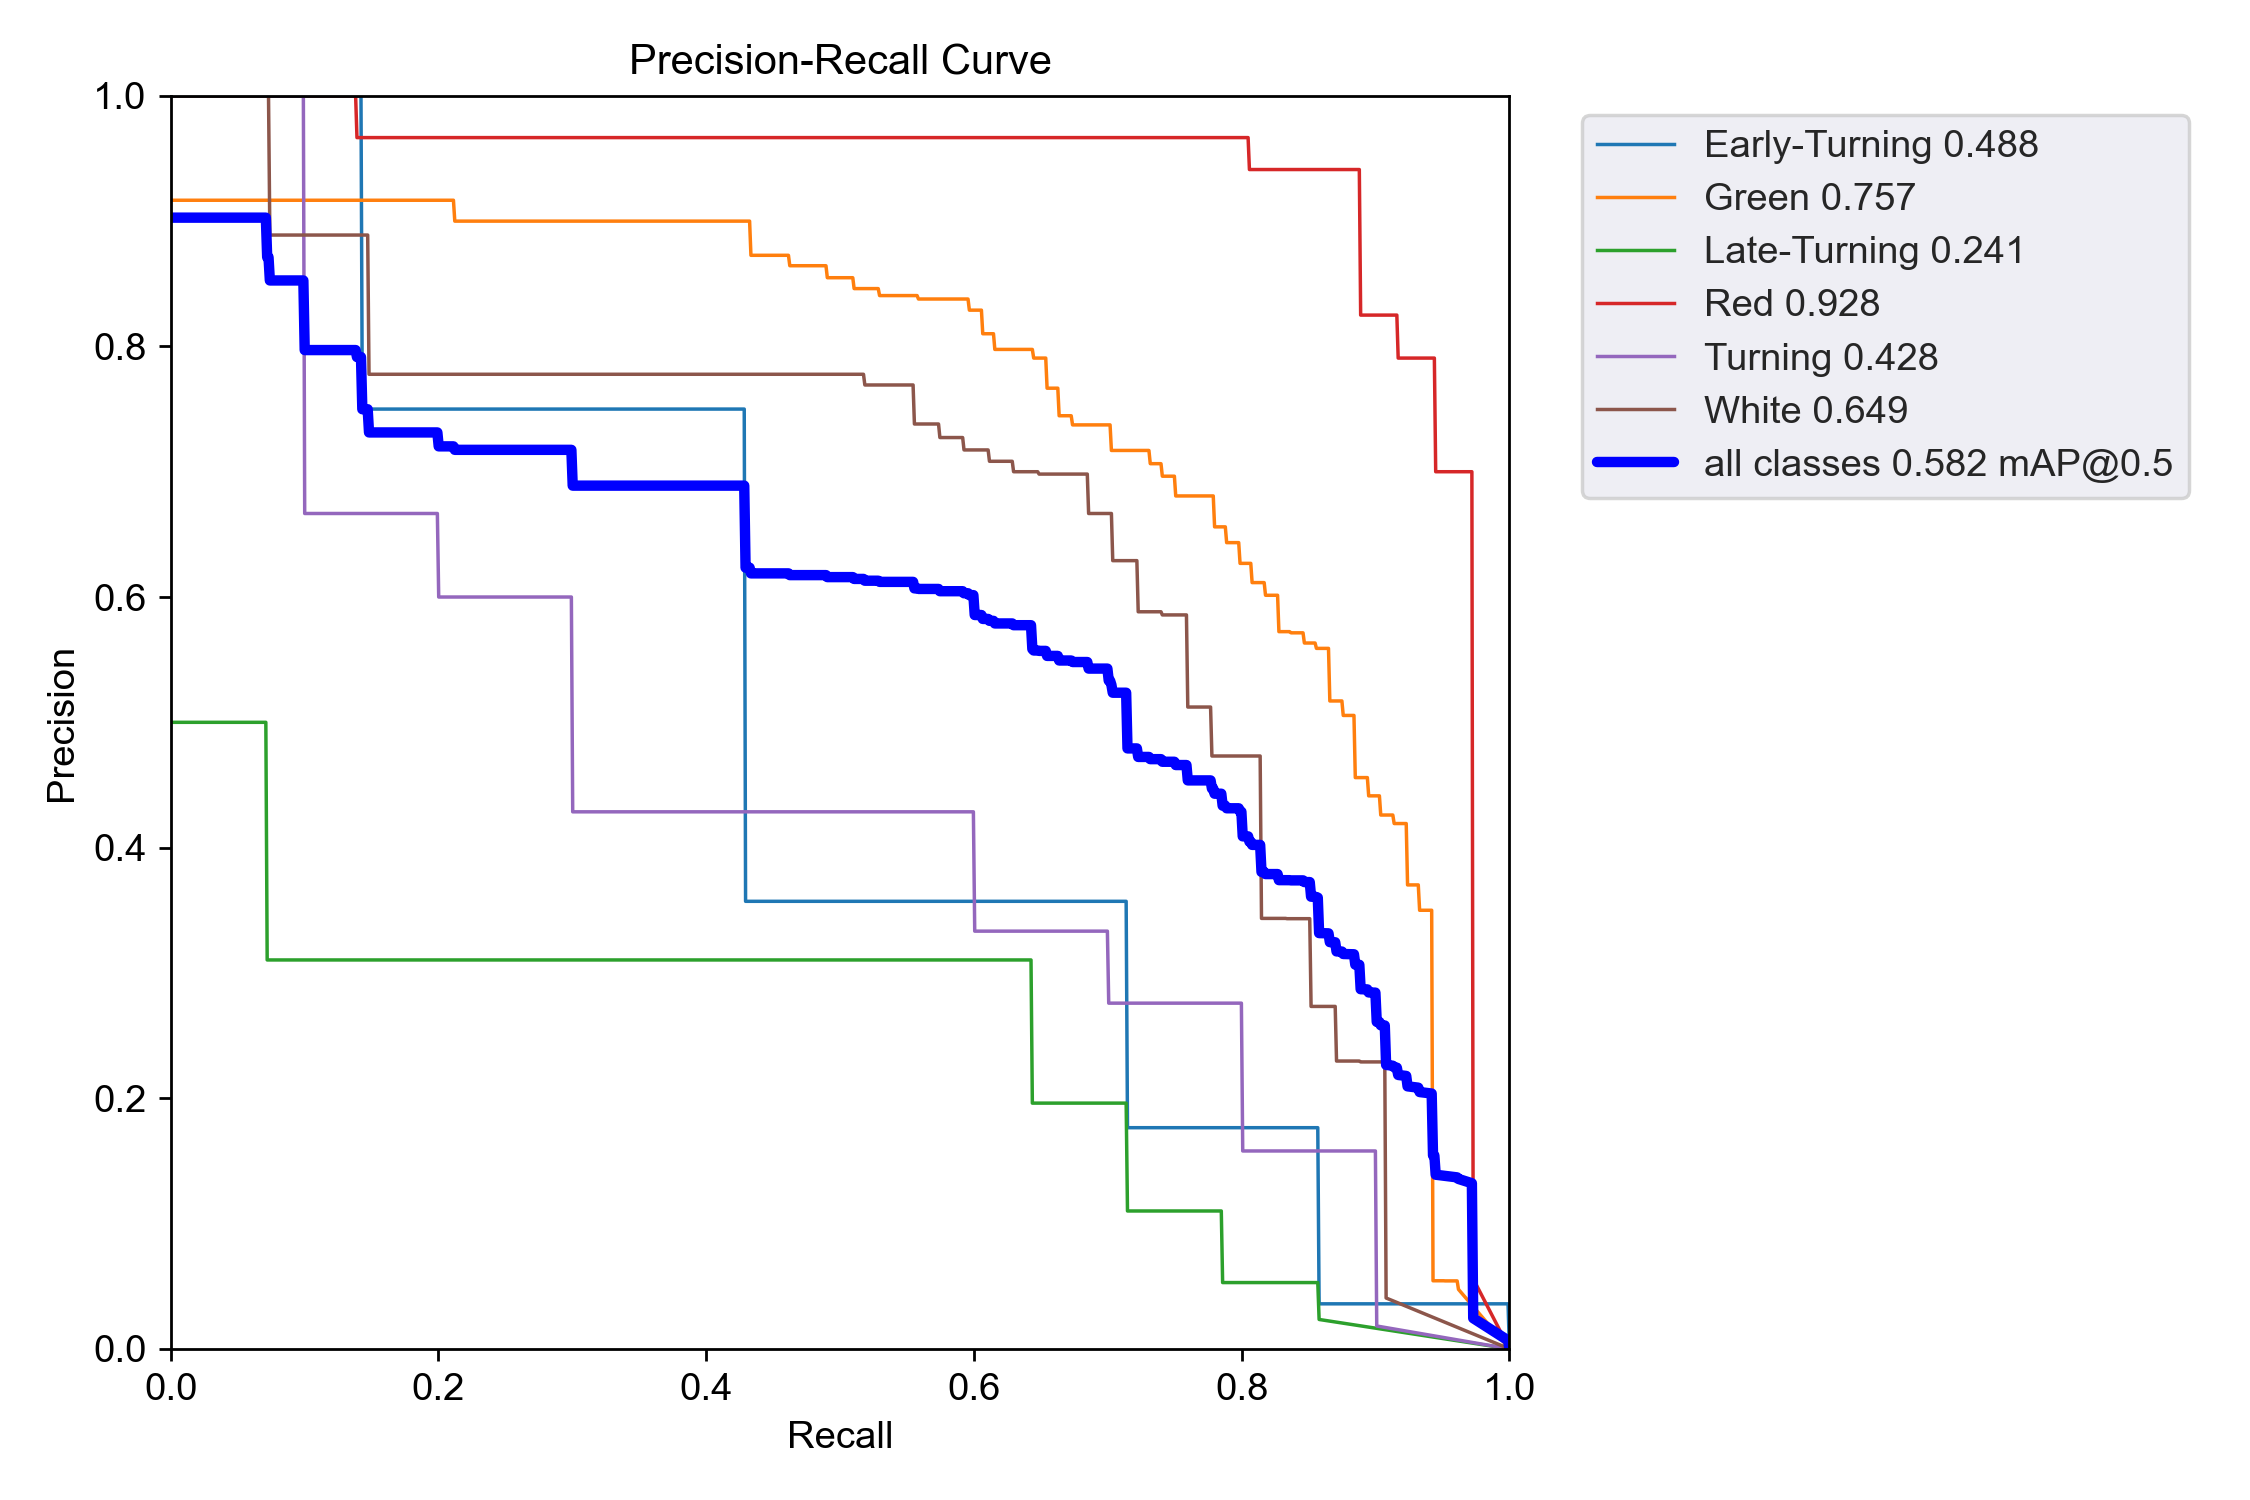 Precision-Recall Curve
1.0
0.8
0.6
0.4
0.2
0.0
Precision
0.0 0.2 0.4 0.6 0.8 1.0
Recall
Early-Turning 0.488
Green 0.757
Late-Turning 0.241
Red 0.928
Turning 0.428
White 0.649
all classes 0.582 mAP@0.5